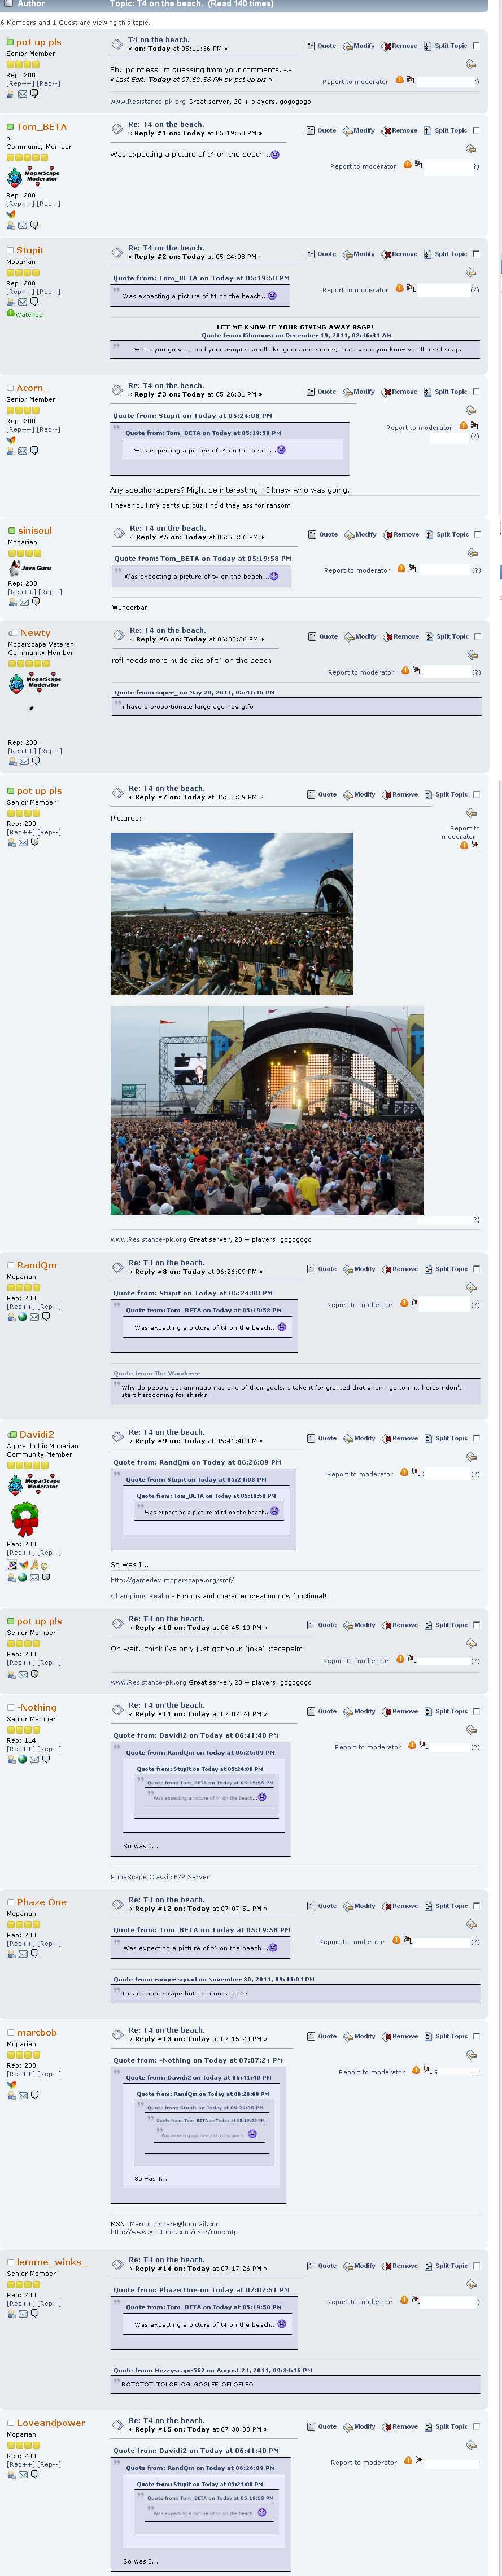 Author Topic: T4 on the beach. (Read 140 times)
6 Members and 1 Guest are viewing this topic.
pot up pls
Senior Member
Rep: 200
[Rep++] [Rep--]
T4 on the beach.
« on: Today at 05:11:36 PM »
Quote Modify Remove Split Topic
Eh.. pointless i'm guessing from your comments. -.-
« Last Edit: Today at 07:58:56 PM by pot up pls »
Report to moderator
www.Resistance-pk.org Great server, 20 + players. gogogogo
Tom_BETA
hi
Community Member
MoparScape
Moderator
Rep: 200
[Rep++] [Rep--]
Re: T4 on the beach.
« Reply #1 on: Today at 05:19:58 PM »
Quote Modify Remove Split Topic
Was expecting a picture of t4 on the beach...
Report to moderator (?)
Stupit
Moparian
Rep: 200
[Rep++] [Rep--]
Watched
Re: T4 on the beach.
« Reply #2 on: Today at 05:24:08 PM »
Quote Modify Remove Split Topic
Quote from: Tom_BETA on Today at 05:19:58 PM
Was expecting a picture of t4 on the beach...
Report to moderator (?)
LET ME KNOW IF YOUR GIVING AWAY RSGP!
Quote from: Kihomura on December 19, 2011, 02:46:31 AM
When you grow up and your armpits smell like goddamn rubber, thats when you know you'll need soap.
Acorn_
Senior Member
Rep: 200
[Rep++] [Rep--]
Re: T4 on the beach.
« Reply #3 on: Today at 05:26:01 PM »
Quote Modify Remove Split Topic
Quote from: Stupit on Today at 05:24:08 PM
Quote from: Tom_BETA on Today at 05:19:58 PM
Was expecting a picture of t4 on the beach...
Report to moderator
(?)
Any specific rappers? Might be interesting if I knew who was going.
I never pull my pants up cuz I hold they ass for ransom
sinisoul
Moparian
Java Guru
Rep: 200
[Rep++] [Rep--]
Re: T4 on the beach.
« Reply #5 on: Today at 05:58:56 PM »
Quote Modify Remove Split Topic
Quote from: Tom_BETA on Today at 05:19:58 PM
Was expecting a picture of t4 on the beach...
Report to moderator (?)
Wunderbar.
Newty
Moparscape Veteran
Community Member
MoparScape
Moderator
Rep: 200
[Rep++] [Rep--]
Re: T4 on the beach.
« Reply #6 on: Today at 06:00:26 PM »
Quote Modify Remove Split Topic
rofl needs more nude pics of t4 on the beach
Report to moderator (?)
Quote from: super_ on May 20, 2011, 05:41:16 PM
i have a proportionate large ego now gtfo
pot up pls
Senior Member
Rep: 200
[Rep++] [Rep--]
Re: T4 on the beach.
« Reply #7 on: Today at 06:03:39 PM »
Quote Modify Remove Split Topic
Pictures:
Report to
moderator
?)
www.Resistance-pk.org Great server, 20 + players. gogogogo
RandQm
Moparian
Rep: 200
[Rep++] [Rep--]
Re: T4 on the beach.
« Reply #8 on: Today at 06:26:09 PM »
Quote Modify Remove Split Topic
Quote from: Stupit on Today at 05:24:08 PM
Quote from: Tom_BETA on Today at 05:19:58 PM
Was expecting a picture of t4 on the beach...
Report to moderator (?)
Quote from: The Wanderer
Why do people put animation as one of their goals. I take it for granted that when i go to mix herbs i don't
start harpooning for sharks.
Davidi2
Agoraphobic Moparian
Community Member
MoparScape
Moderator
Rep: 200
[Rep++] [Rep--]
Re: T4 on the beach.
« Reply #9 on: Today at 06:41:40 PM »
Quote Modify Remove Split Topic
Quote from: RandQm on Today at 06:26:09 PM
Quote from: Stupit on Today at 05:24:08 PM
Quote from: Tom_BETA on Today at 05:19:58 PM
Was expecting a picture of t4 on the beach...
Report to moderator (?)
So was I...
http://gamedev.moparscape.org/smf/
Champions Realm - Forums and character creation now functional!
pot up pls
Senior Member
Rep: 200
[Rep++] [Rep--]
Re: T4 on the beach.
« Reply #10 on: Today at 06:45:10 PM »
Quote Modify Remove Split Topic
Oh wait.. think i've only just got your "joke" :facepalm:
Report to moderator (?)
www.Resistance-pk.org Great server, 20 + players. gogogogo
-Nothing
Senior Member
Rep: 114
[Rep++] [Rep--]
Re: T4 on the beach.
« Reply #11 on: Today at 07:07:24 PM »
Quote Modify Remove Split Topic
Quote from: Davidi2 on Today at 06:41:40 PM
Quote from: RandQm on Today at 06:26:09 PM
Quote from: Stupit on Today at 05:24:08 PM
Quote from: Tom_BETA on Today at 05:19:58 PM
Was expecting a picture of t4 on the beach...
So was I...
Report to moderator (?)
RuneScape Classic F2P Server
Phaze One
Moparian
Rep: 200
[Rep++] [Rep--]
Re: T4 on the beach.
« Reply #12 on: Today at 07:07:51 PM »
Quote Modify Remove Split Topic
Quote from: Tom_BETA on Today at 05:19:58 PM
Was expecting a picture of t4 on the beach...
Report to moderator (?)
Quote from: ranger squad on November 30, 2011, 09:44:04 PM
This is moparscape but i am not a penis
marcbob
Moparian
Rep: 200
[Rep++] [Rep--]
Re: T4 on the beach.
« Reply #13 on: Today at 07:15:20 PM »
Quote Modify Remove Split Topic
Quote from: -Nothing on Today at 07:07:24 PM
Quote from: Davidi2 on Today at 06:41:40 PM
Quote from: RandQm on Today at 06:26:09 PM
Quote from: Stupit on Today at 05:24:08 PM
Quote from: Tom_BETA on Today at 05:19:58 PM
Was expecting a picture of t4 on the beach...
So was I...
Report to moderator
MSN: Marcbobishere@hotmail.com
http://www.youtube.com/user/runemtp
lemme_winks_
Senior Member
Rep: 200
[Rep++] [Rep--]
Re: T4 on the beach.
« Reply #14 on: Today at 07:17:26 PM »
Quote Modify Remove Split Topic
Quote from: Phaze One on Today at 07:07:51 PM
Quote from: Tom_BETA on Today at 05:19:58 PM
Was expecting a picture of t4 on the beach...
Report to moderator
Quote from: Mezzyscape562 on August 24, 2011, 09:34:16 PM
ROTOTOTLTOLOFLOGLGOGLFFLOFLOFLFO
Loveandpower
Moparian
Rep: 200
[Rep++] [Rep--]
Re: T4 on the beach.
« Reply #15 on: Today at 07:38:38 PM »
Quote Modify Remove Split Topic
Quote from: Davidi2 on Today at 06:41:40 PM
Quote from: RandQm on Today at 06:26:09 PM
Quote from: Stupit on Today at 05:24:08 PM
Quote from: Tom_BETA on Today at 05:19:58 PM
Was expecting a picture of t4 on the beach...
So was I...
Report to moderator